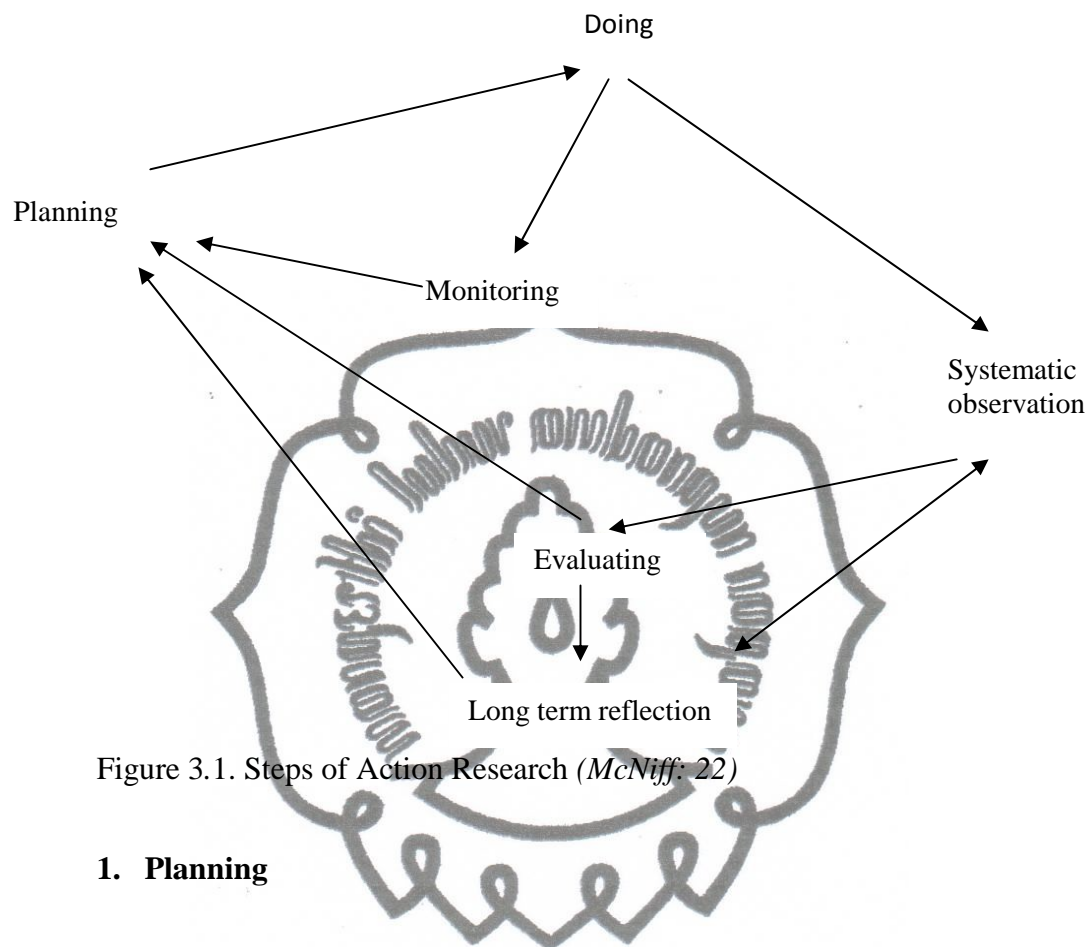 Doing
Planning
Monitoring
Systematic
observation
Evaluating
Long term reflection
Figure 3.1. Steps of Action Research (McNiff: 22)
1. Planning